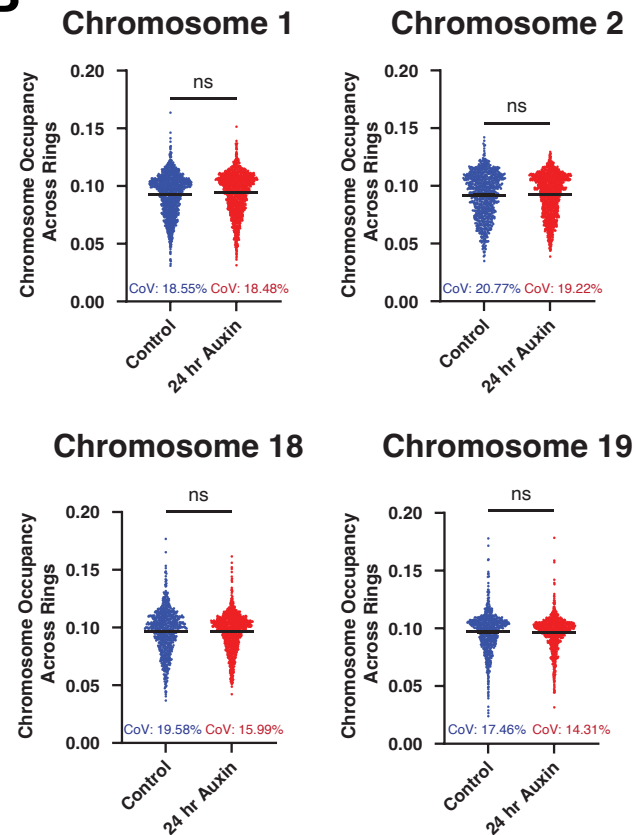 B
Chromosome 1
Chromosome Occupancy
Across Rings
0.20
0.15
0.10
0.05
0.00
ns
CoV: 18.55% CoV: 18.48%
Control
24 hr Auxin
Chromosome 2
Chromosome Occupancy
Across Rings
0.20
0.15
0.10
0.05
0.00
ns
CoV: 20.77% CoV: 19.22%
Control
24 hr Auxin
Chromosome 18
Chromosome Occupancy
Across Rings
0.20
0.15
0.10
0.05
0.00
ns
CoV: 19.58% CoV: 15.99%
Control
24 hr Auxin
Chromosome 19
Chromosome Occupancy
Across Rings
0.20
0.15
0.10
0.05
0.00
ns
CoV: 17.46% CoV: 14.31%
Control
24 hr Auxin